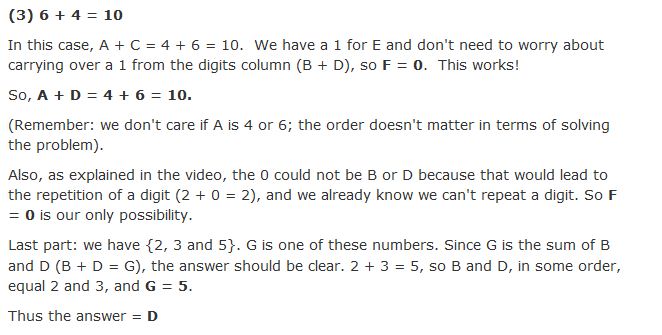 (3) 6 + 4 = 10
In this case, A + C = 4 + 6 = 10.  We have a 1 for E and don't need to worry about
carrying over a 1 from the digits column (B + D), so F = 0.  This works!
So, A + D = 4 + 6 = 10.
(Remember: we don't care if A is 4 or 6; the order doesn't matter in terms of solving
the problem).
Also, as explained in the video, the 0 could not be B or D because that would lead to
the repetition of a digit (2 + 0 = 2), and we already know we can't repeat a digit. So F
= 0 is our only possibility.
Last part: we have {2, 3 and 5}. G is one of these numbers. Since G is the sum of B
and D (B + D = G), the answer should be clear. 2 + 3 = 5, so B and D, in some order,
equal 2 and 3, and G = 5.
Thus the answer = D